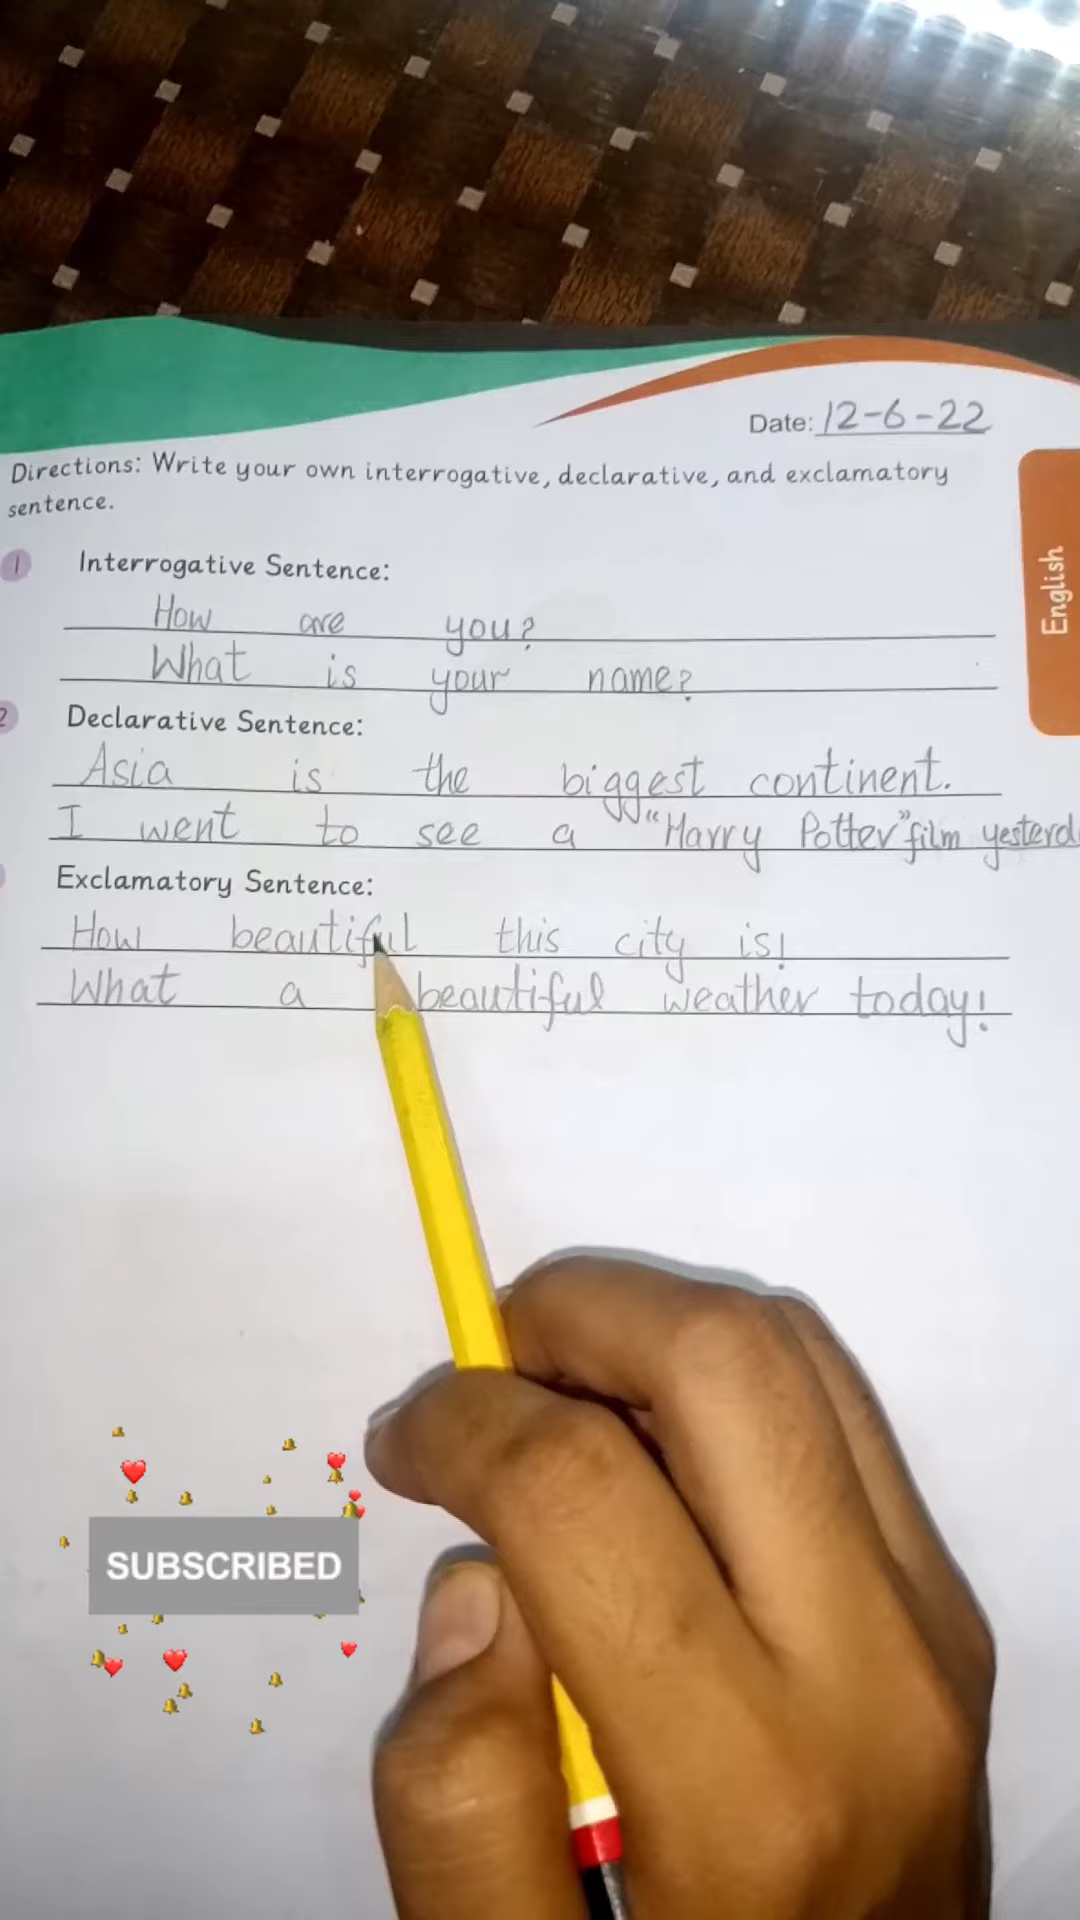 Date: 12-6-22
Directions: Write your own interrogative, declarative, and exclamatory
sentence.
English
1 Interrogative Sentence:
How are you?
What is your name?
2 Declarative Sentence:
Asia is the biggest continent.
I went to see a "Harry Potter" film yesterd
Exclamatory Sentence:
How beautiful this city is!
What a beautiful weather today!
SUBSCRIBED